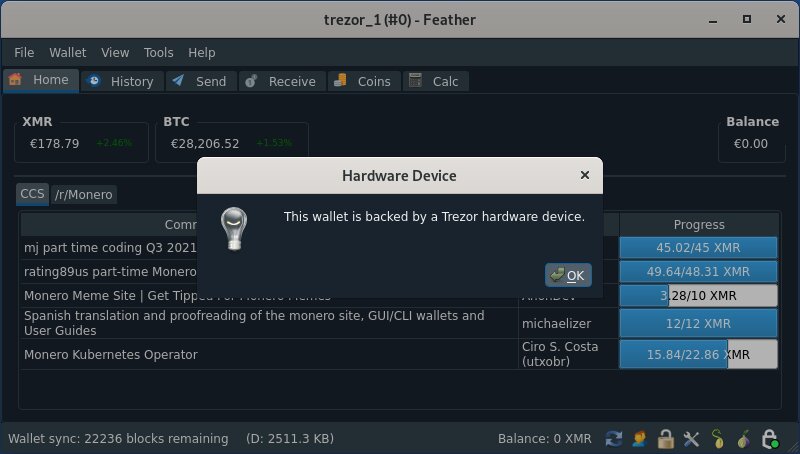 trezor_1 (#0) - Feather
File Wallet View Tools Help
Home History Send Receive Coins Calc
XMR BTC Balance
€178.79 +2.46% €28,206.52 +1.53% €0.00
Hardware Device
This wallet is backed by a Trezor hardware device.
OK
CCS /r/Monero
Comm Progress
mj part time coding Q3 2021 45.02/45 XMR
rating89us part-time Monero 49.64/48.31 XMR
Monero Meme Site | Get Tipped For Monero Memes AnonDev 3.28/10 XMR
Spanish translation and proofreading of the monero site, GUI/CLI wallets and
User Guides
michaelizer 12/12 XMR
Monero Kubernetes Operator
Ciro S. Costa
(utxobr)
15.84/22.86 XMR
Wallet sync: 22236 blocks remaining (D: 2511.3 KB) Balance: 0 XMR